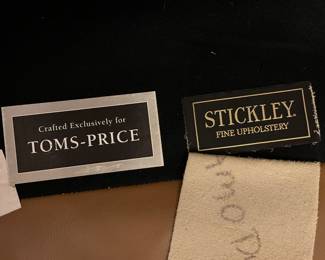 Crafted Exclusively for
TOMS-PRICE
STICKLEY
FINE UPHOLSTERY